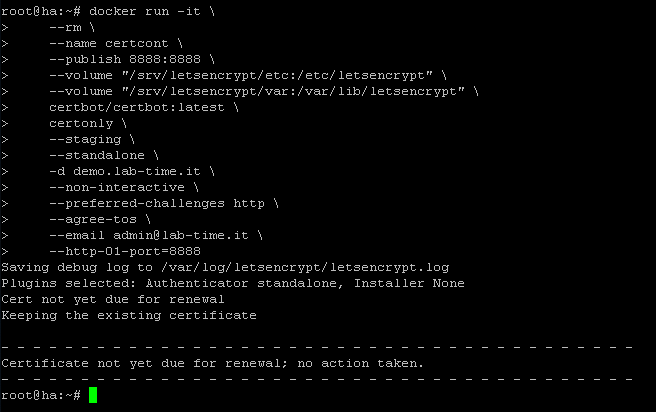 root@ha:~# docker run -it \
>     --rm \
>     --name certcont \
>     --publish 8888:8888 \
>     --volume "/srv/letsencrypt/etc:/etc/letsencrypt" \
>     --volume "/srv/letsencrypt/var:/var/lib/letsencrypt" \
>     certbot/certbot:latest \
>     certonly \
>     --staging \
>     --standalone \
>     -d demo.lab-time.it \
>     --non-interactive \
>     --preferred-challenges http \
>     --agree-tos \
>     --email admin@lab-time.it \
>     --http-01-port=8888
Saving debug log to /var/log/letsencrypt/letsencrypt.log
Plugins selected: Authenticator standalone, Installer None
Cert not yet due for renewal
Keeping the existing certificate
- - - - - - - - - - - - - - - - - - - - - - - - - - - - - - - - - - - - - - - -
Certificate not yet due for renewal; no action taken.
- - - - - - - - - - - - - - - - - - - - - - - - - - - - - - - - - - - - - - - -
root@ha:~#